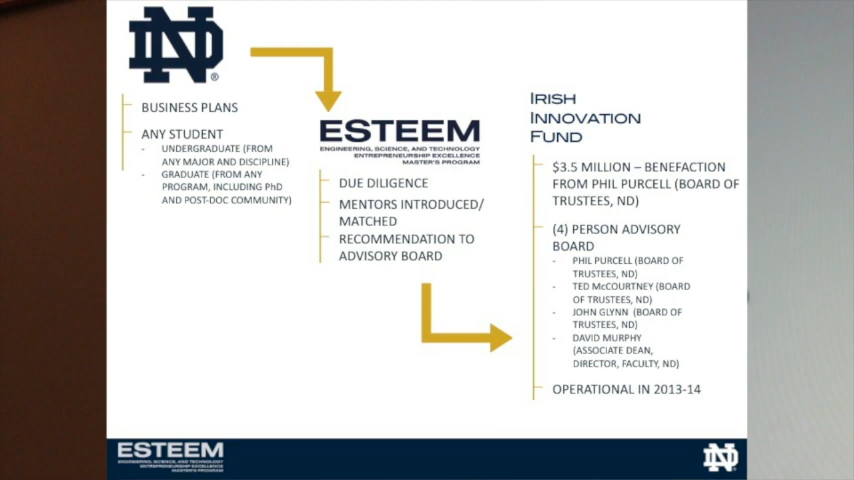 ND
®
BUSINESS PLANS
ANY STUDENT
- UNDERGRADUATE (FROM
ANY MAJOR AND DISCIPLINE)
- GRADUATE (FROM ANY
PROGRAM, INCLUDING PhD
AND POST-DOC COMMUNITY)
ESTEEM
ENGINEERING, SCIENCE, AND TECHNOLOGY
ENTREPRENEURSHIP EXCELLENCE
MASTER'S PROGRAM
DUE DILIGENCE
MENTORS INTRODUCED/
MATCHED
RECOMMENDATION TO
ADVISORY BOARD
IRISH
INNOVATION
FUND
$3.5 MILLION – BENEFACTION
FROM PHIL PURCELL (BOARD OF
TRUSTEES, ND)
(4) PERSON ADVISORY
BOARD
- PHIL PURCELL (BOARD OF
TRUSTEES, ND)
- TED McCOURTNEY (BOARD
OF TRUSTEES, ND)
- JOHN GLYNN (BOARD OF
TRUSTEES, ND)
- DAVID MURPHY
(ASSOCIATE DEAN,
DIRECTOR, FACULTY, ND)
OPERATIONAL IN 2013-14
ESTEEM
ENGINEERING, SCIENCE, AND TECHNOLOGY
ENTREPRENEURSHIP EXCELLENCE
MASTER'S PROGRAM
ND